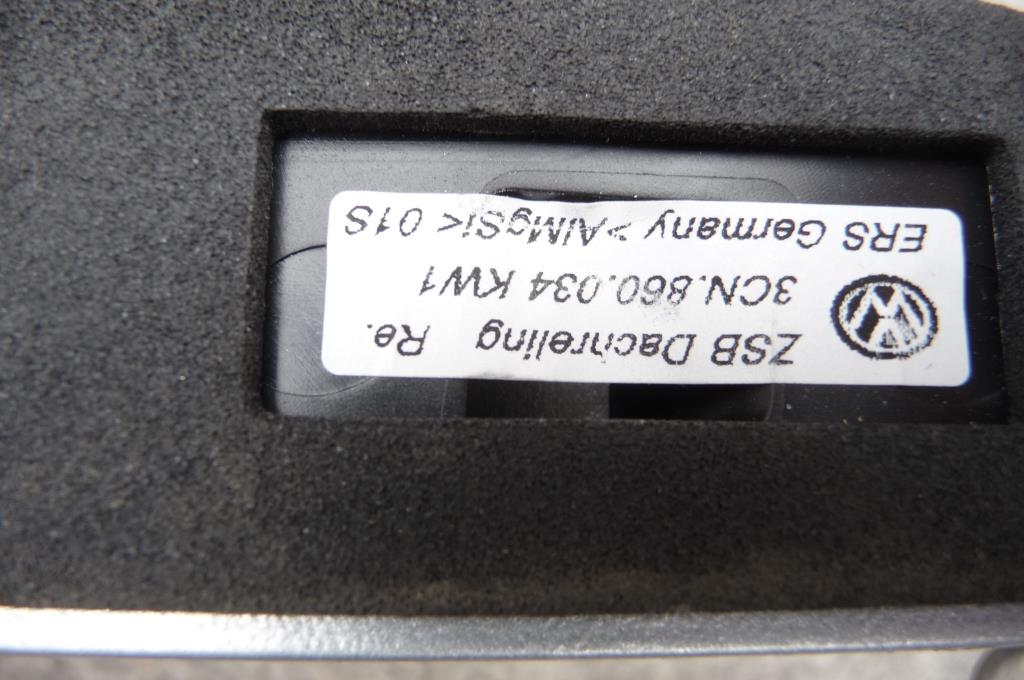 ZSB Dachreling Re.
3CN.860.034 KW1
ERS Germany >AlMgSi< 01S